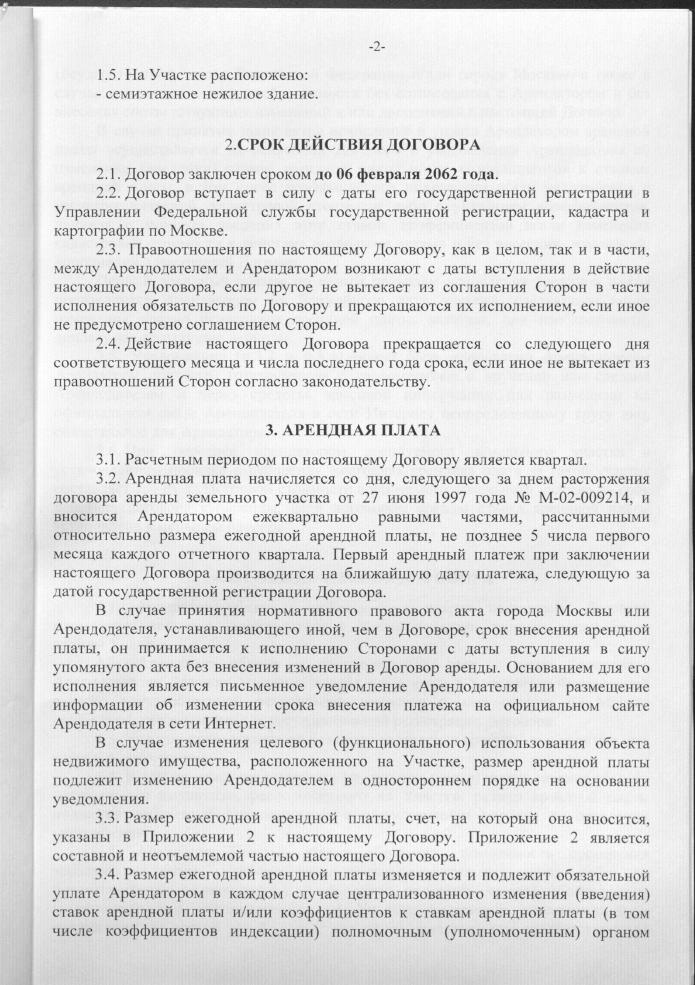 -2-
1.5. На Участке расположено:
- семиэтажное нежилое здание.
2.СРОК ДЕЙСТВИЯ ДОГОВОРА
2.1. Договор заключен сроком до 06 февраля 2062 года.
2.2. Договор вступает в силу с даты его государственной регистрации в
Управлении Федеральной службы государственной регистрации, кадастра и
картографии по Москве.
2.3. Правоотношения по настоящему Договору, как в целом, так и в части,
между Арендодателем и Арендатором возникают с даты вступления в действие
настоящего Договора, если другое не вытекает из соглашения Сторон в части
исполнения обязательств по Договору и прекращаются их исполнением, если иное
не предусмотрено соглашением Сторон.
2.4. Действие настоящего Договора прекращается со следующего дня
соответствующего месяца и числа последнего года срока, если иное не вытекает из
правоотношений Сторон согласно законодательству.
3. АРЕНДНАЯ ПЛАТА
3.1. Расчетным периодом по настоящему Договору является квартал.
3.2. Арендная плата начисляется со дня, следующего за днем расторжения
договора аренды земельного участка от 27 июня 1997 года № М-02-009214, и
вносится Арендатором ежеквартально равными частями, рассчитанными
относительно размера ежегодной арендной платы, не позднее 5 числа первого
месяца каждого отчетного квартала. Первый арендный платеж при заключении
настоящего Договора производится на ближайшую дату платежа, следующую за
датой государственной регистрации Договора.
В случае принятия нормативного правового акта города Москвы или
Арендодателя, устанавливающего иной, чем в Договоре, срок внесения арендной
платы, он принимается к исполнению Сторонами с даты вступления в силу
упомянутого акта без внесения изменений в Договор аренды. Основанием для его
исполнения является письменное уведомление Арендодателя или размещение
информации об изменении срока внесения платежа на официальном сайте
Арендодателя в сети Интернет.
В случае изменения целевого (функционального) использования объекта
недвижимого имущества, расположенного на Участке, размер арендной платы
подлежит изменению Арендодателем в одностороннем порядке на основании
уведомления.
3.3. Размер ежегодной арендной платы, счет, на который она вносится,
указаны в Приложении 2 к настоящему Договору. Приложение 2 является
составной и неотъемлемой частью настоящего Договора.
3.4. Размер ежегодной арендной платы изменяется и подлежит обязательной
уплате Арендатором в каждом случае централизованного изменения (введения)
ставок арендной платы и/или коэффициентов к ставкам арендной платы (в том
числе коэффициентов индексации) полномочным (уполномоченным) органом